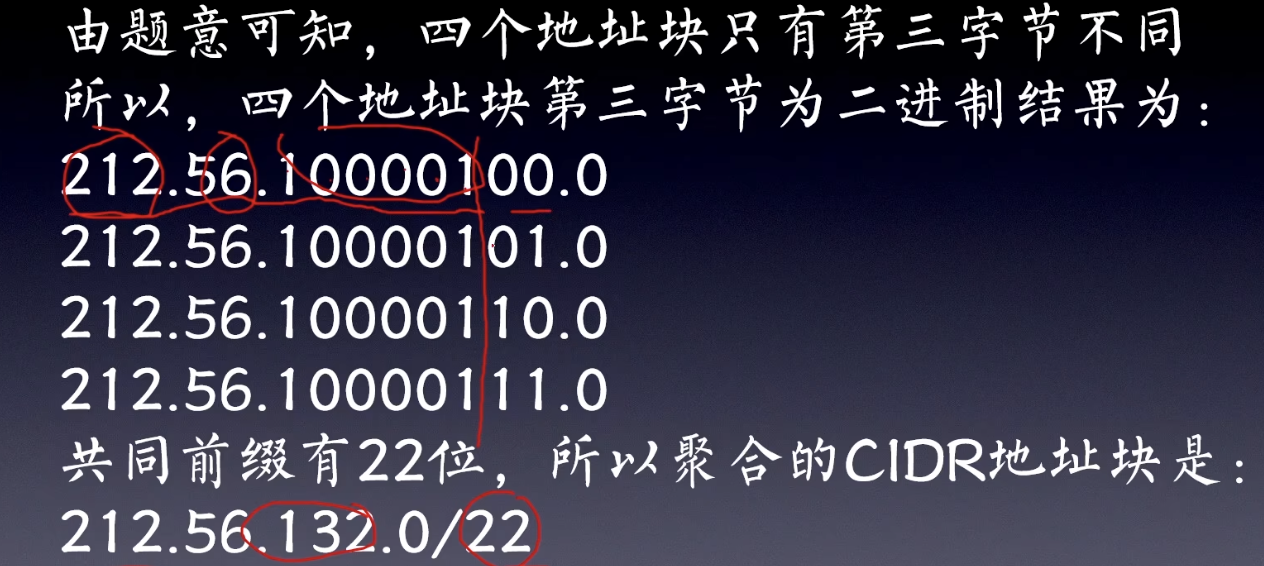 由题意可知，四个地址块只有第三字节不同
所以，四个地址块第三字节为二进制结果为：
212.56.10000100.0
212.56.10000101.0
212.56.10000110.0
212.56.10000111.0
共同前缀有22位，所以聚合的CIDR地址块是：
212.56.132.0/22